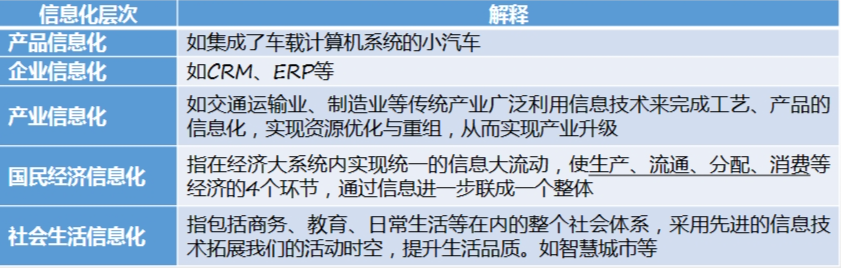 信息化层次 解释
产品信息化 如集成了车载计算机系统的小汽车
企业信息化 如CRM、ERP等
产业信息化 如交通运输业、制造业等传统产业广泛利用信息技术来完成工艺、产品的
信息化，实现资源优化与重组，从而实现产业升级
国民经济信息化 指在经济大系统内实现统一的信息大流动，使生产、流通、分配、消费等
经济的4个环节，通过信息进一步联成一个整体
社会生活信息化 指包括商务、教育、日常生活等在内的整个社会体系，采用先进的信息技
术拓展我们的活动时空，提升生活品质。如智慧城市等